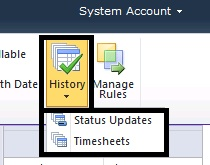 System Account
llable
th Date
History
Manage
Rules
Status Updates
Timesheets